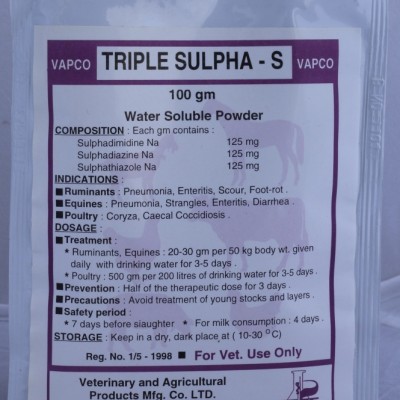 VAPCO TRIPLE SULPHA - S VAPCO
100 gm
Water Soluble Powder
COMPOSITION : Each gm contains :
Sulphadimidine Na 125 mg
Sulphadiazine Na 125 mg
Sulphathiazole Na 125 mg
INDICATIONS :
■ Ruminants : Pneumonia, Enteritis, Scour, Foot-rot .
■ Equines : Pneumonia, Strangles, Enteritis, Diarrhea .
■ Poultry : Coryza, Caecal Coccidiosis .
DOSAGE :
■ Treatment :
* Ruminants, Equines : 20-30 gm per 50 kg body wt. given
daily with drinking water for 3-5 days .
* Poultry : 500 gm per 200 litres of drinking water for 3-5 days .
■ Prevention : Half of the therapeutic dose for 3 days .
■ Precautions : Avoid treatment of young stocks and layers .
■ Safety period :
* 7 days before siaughter * For milk consumption : 4 days .
STORAGE : Keep in a dry, dark place at ( 10-30 °C)
Reg. No. 1/5 - 1998 ■ For Vet. Use Only
Veterinary and Agricultural
Products Mfg. Co. LTD.